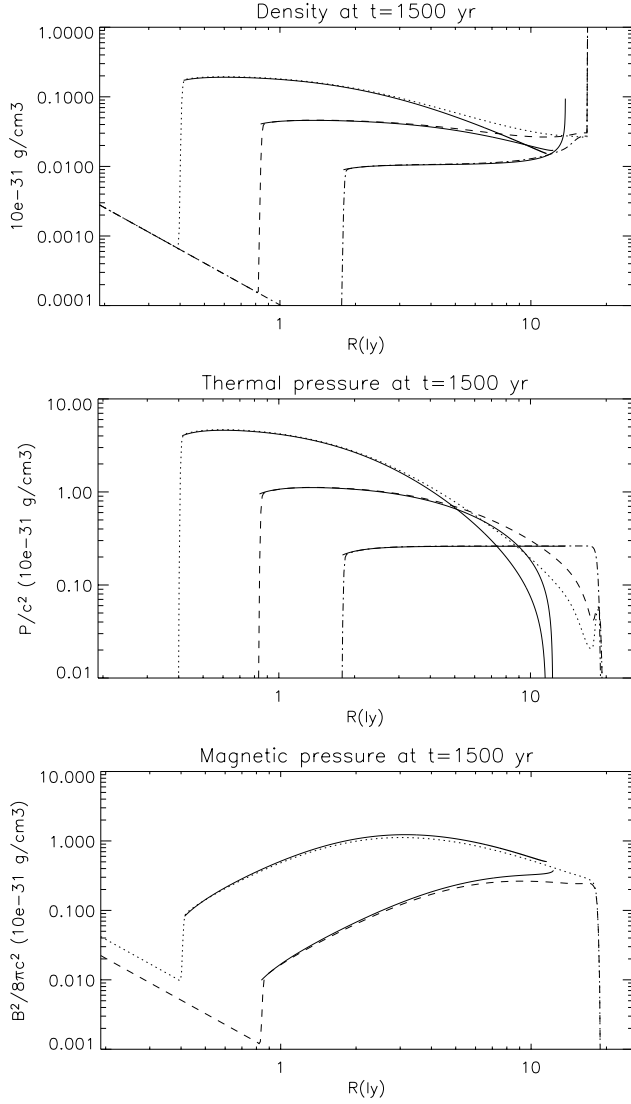 Density at t=1500 yr
10e-31 g/cm3
1.0000
0.1000
0.0100
0.0010
0.0001
1
10
R(ly)
Thermal pressure at t=1500 yr
P/c² (10e-31 g/cm3)
10.00
1.00
0.10
0.01
1
10
R(ly)
Magnetic pressure at t=1500 yr
B²/8πc² (10e-31 g/cm3)
10.000
1.000
0.100
0.010
0.001
1
10
R(ly)